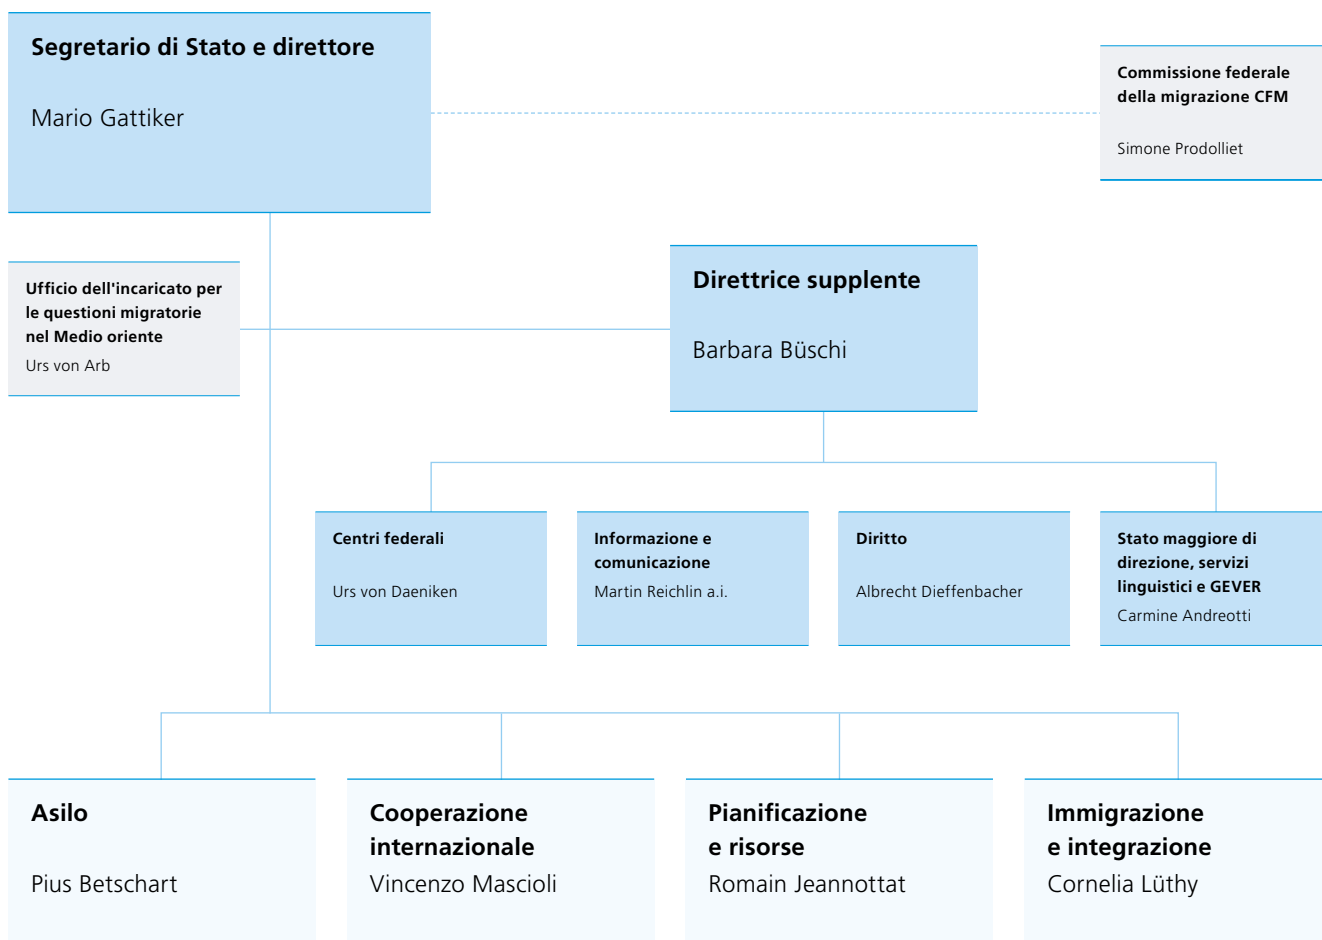 Segretario di Stato e direttore
Mario Gattiker
Commissione federale
della migrazione CFM
Simone Prodolliet
Ufficio dell'incaricato per
le questioni migratorie
nel Medio oriente
Urs von Arb
Direttrice supplente
Barbara Büschi
Centri federali
Urs von Daeniken
Informazione e
comunicazione
Martin Reichlin a.i.
Diritto
Albrecht Dieffenbacher
Stato maggiore di
direzione, servizi
linguistici e GEVER
Carmine Andreotti
Asilo
Pius Betschart
Cooperazione
internazionale
Vincenzo Mascioli
Pianificazione
e risorse
Romain Jeannottat
Immigrazione
e integrazione
Cornelia Lüthy